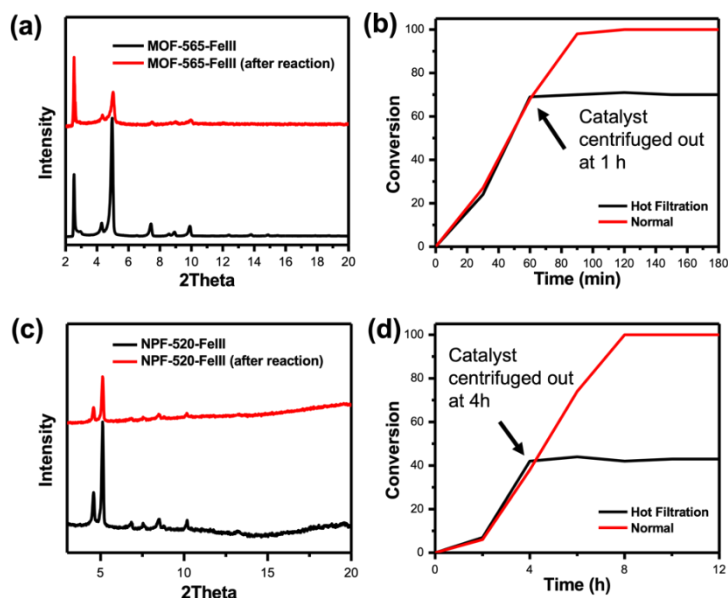 (a)
MOF-565-FeIII
MOF-565-FeIII (after reaction)
Intensity
2 4 6 8 10 12 14 16 18 20
2Theta
(b)
100
80
60
40
20
0
Conversion
Catalyst
centrifuged out
at 1 h
Hot Filtration
Normal
0 20 40 60 80 100 120 140 160 180
Time (min)
(c)
NPF-520-FeIII
NPF-520-FeIII (after reaction)
Intensity
5 10 15 20
2Theta
(d)
100
80
60
40
20
0
Conversion
Catalyst
centrifuged out
at 4h
Hot Filtration
Normal
0 2 4 6 8 10 12
Time (h)